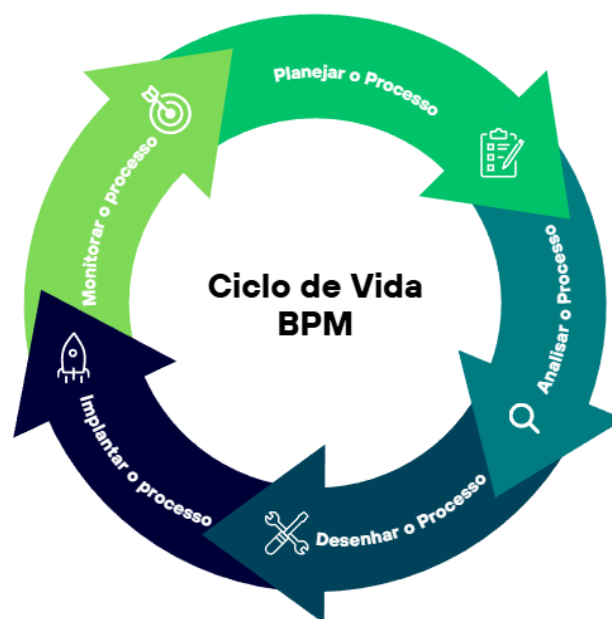 Planejar o Processo
Analisar o Processo
Desenhar o Processo
Implantar o processo
Monitorar o processo
Ciclo de Vida
BPM